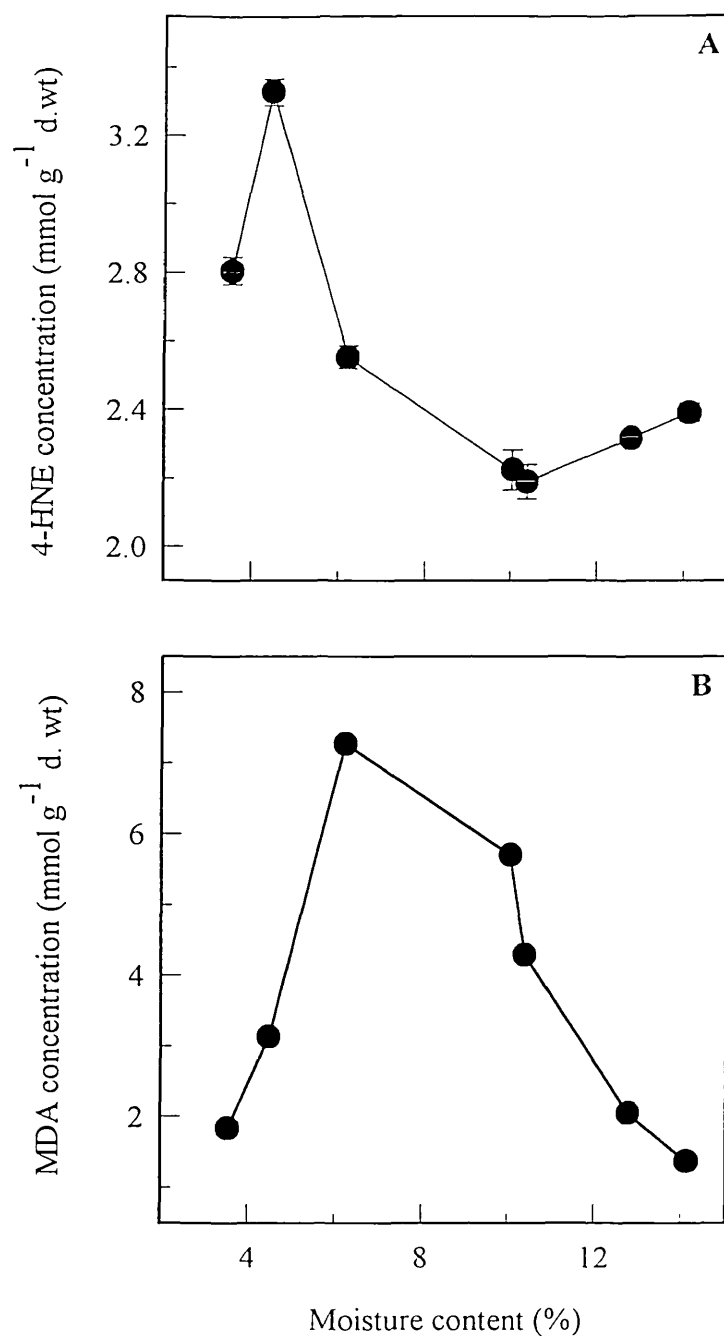 A
4-HNE concentration (mmol g⁻¹ d.wt)
3.2
2.8
2.4
2.0
B
MDA concentration (mmol g⁻¹ d. wt)
8
6
4
2
4 8 12
Moisture content (%)